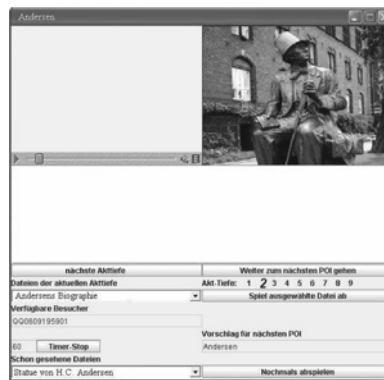 Andersen
nächste Akttiefe
Weiter zum nächsten POI gehen
Dateien der aktuellen Akttiefe
Akt-Tiefe: 1 2 3 4 5 6 7 8 9
Andersens Biographie
Spiel ausgewählte Datei ab
Verfügbare Besucher
GQ0609195901
Vorschlag für nächsten POI
60 Timer-Stop
Andersen
Schon gesehene Dateien
Statue von H.C. Andersen
Nochmals abspielen